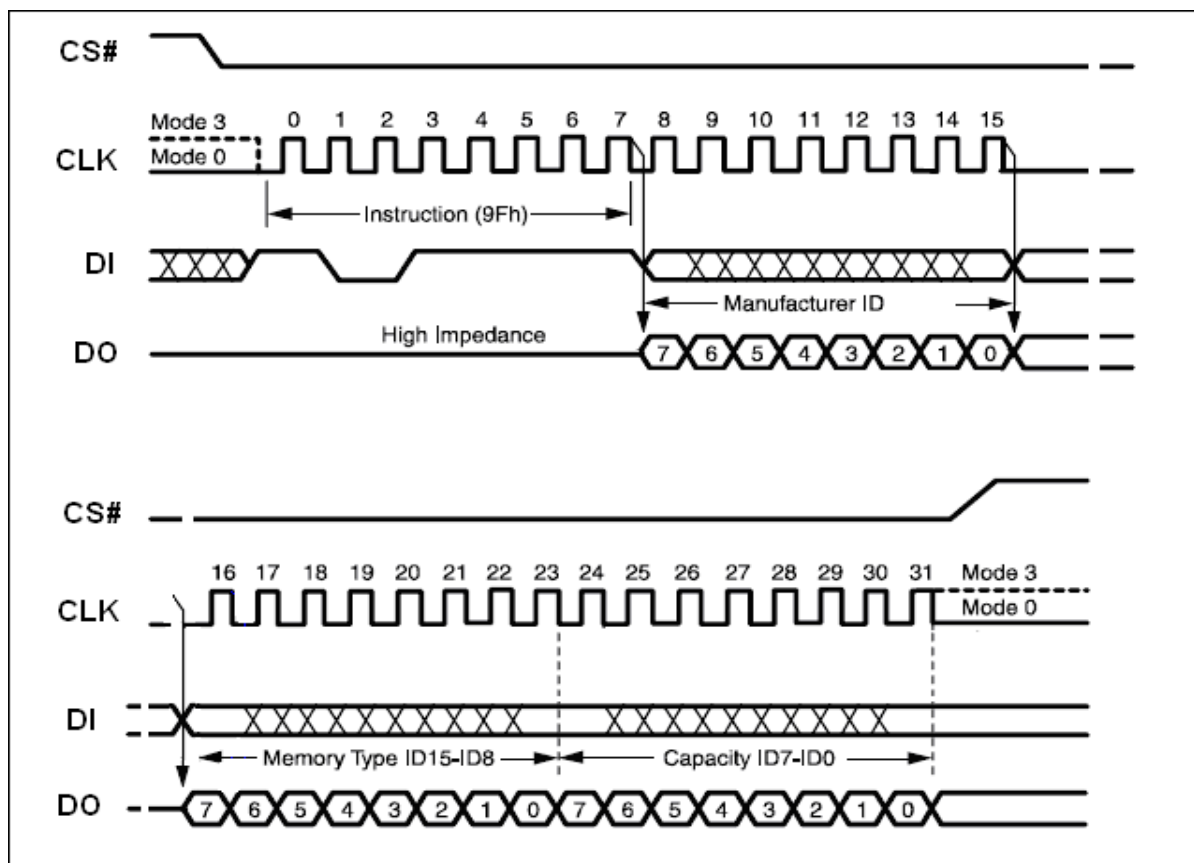 CS#
0 1 2 3 4 5 6 7 8 9 10 11 12 13 14 15
Mode 3
CLK Mode 0
Instruction (9Fh)
DI
Manufacturer ID
High Impedance
DO 7 6 5 4 3 2 1 0
CS#
16 17 18 19 20 21 22 23 24 25 26 27 28 29 30 31 Mode 3
CLK Mode 0
DI
Memory Type ID15-ID8 Capacity ID7-ID0
DO 7 6 5 4 3 2 1 0 7 6 5 4 3 2 1 0